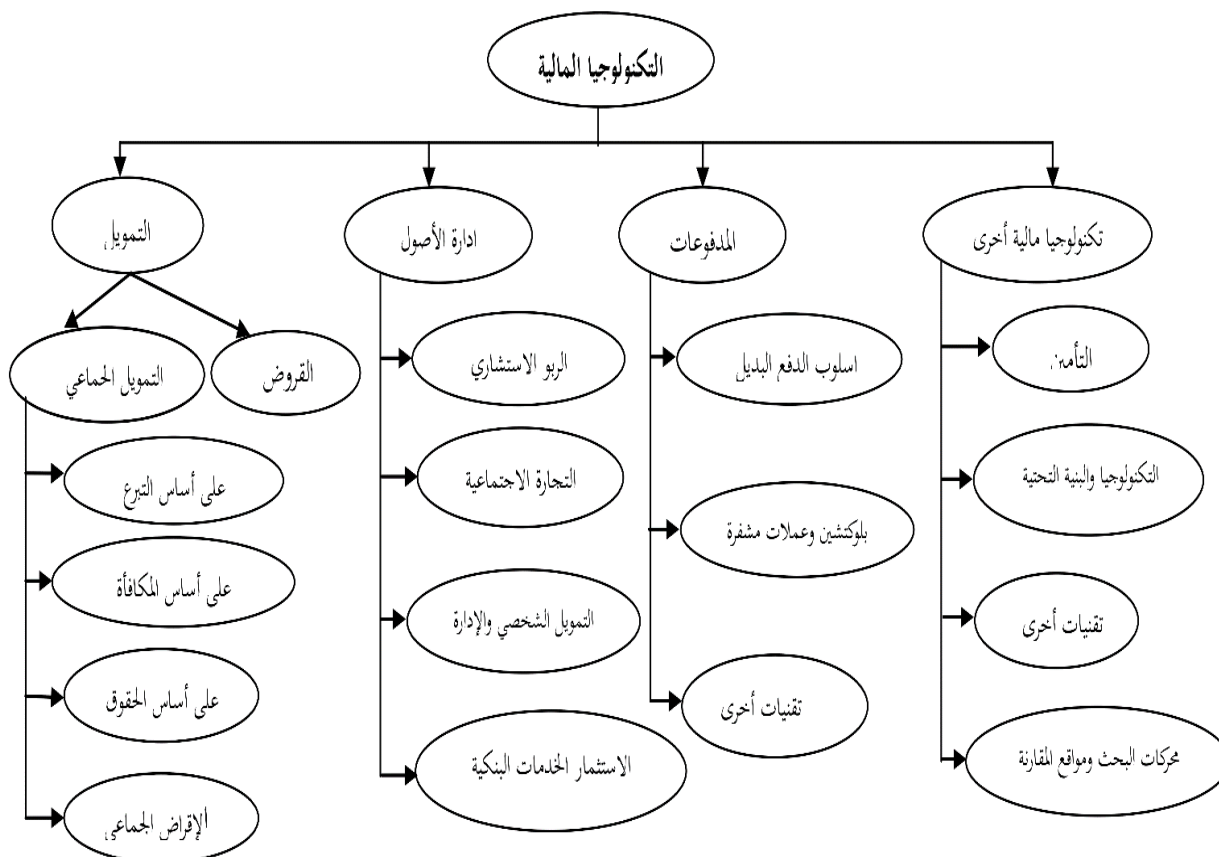 التكنولوجيا المالية
تكنولوجيا مالية أخرى
المدفوعات
ادارة الأصول
التمويل
التأمين
التكنولوجيا والبنية التحتية
تقنيات أخرى
محركات البحث ومواقع المقارنة
اسلوب الدفع البديل
بلوكتشين وعملات مشفرة
تقنيات أخرى
الربو الاستشاري
التجارة الاجتماعية
التمويل الشخصي والإدارة
الاستثمار الخدمات البنكية
القروض
التمويل الجماعي
على أساس التبرع
على أساس المكافأة
على أساس الحقوق
الإقراض الجماعي